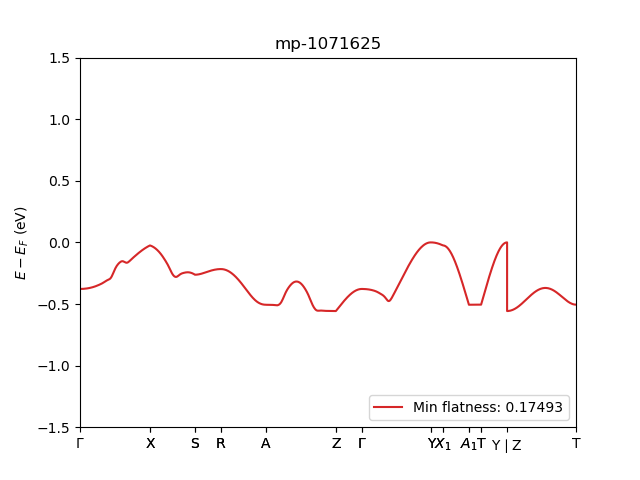 mp-1071625
1.5
1.0
0.5
0.0
−0.5
−1.0
−1.5
E − E_F (eV)
Γ X S R A Z Γ Y X₁ A₁ T Y | Z T
Min flatness: 0.17493